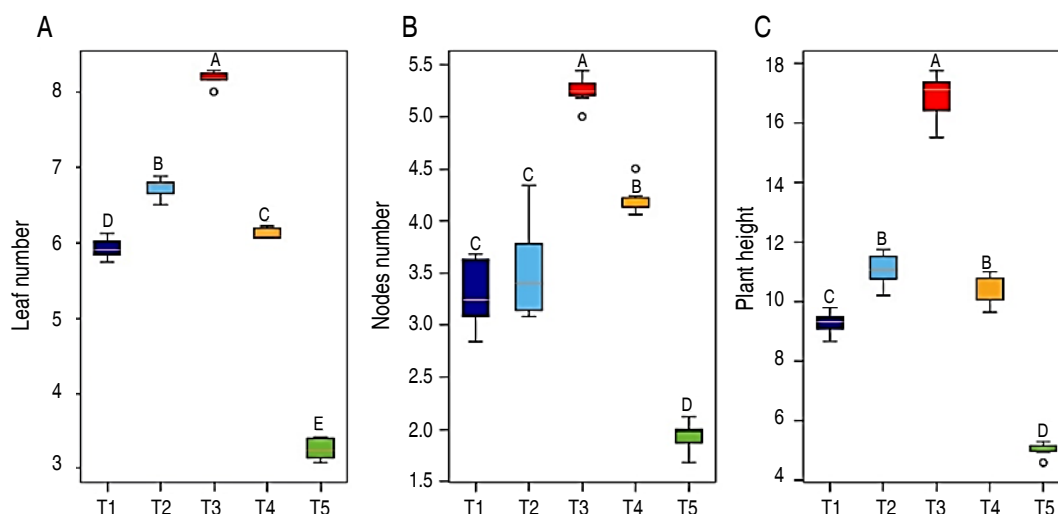 A
Leaf number
8
7
6
5
4
3
D
B
A
C
E
T1 T2 T3 T4 T5
B
Nodes number
5.5
5.0
4.5
4.0
3.5
3.0
2.5
2.0
1.5
C
C
A
B
D
T1 T2 T3 T4 T5
C
Plant height
18
16
14
12
10
8
6
4
C
B
A
B
D
T1 T2 T3 T4 T5